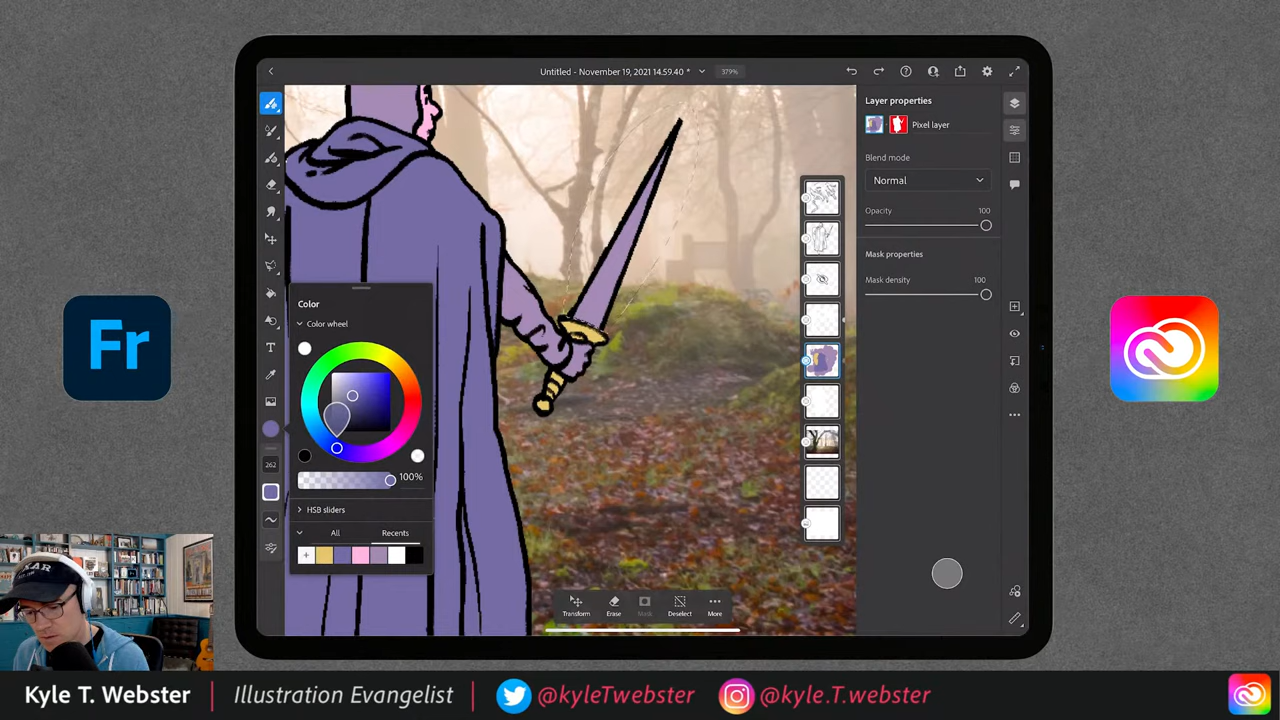 Untitled - November 19, 2021 14.59.40 *
379%
Layer properties
Pixel layer
Blend mode
Normal
Opacity
100
Mask properties
Mask density
100
Color
Color wheel
100%
HSB sliders
All
Recents
T
262
Transform
Erase
Mask
Deselect
More
Fr
Kyle T. Webster
Illustration Evangelist
@kyleTwebster
@kyle.T.webster